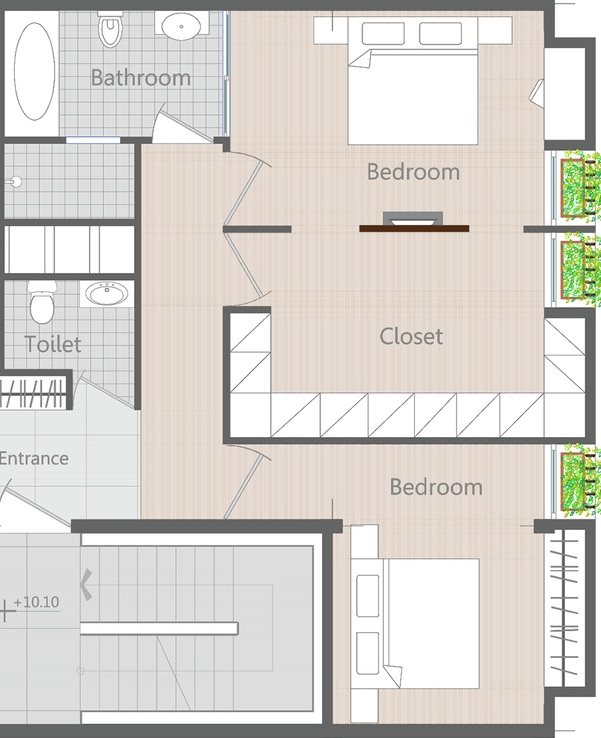 Bathroom
Bedroom
Closet
Toilet
Entrance
Bedroom
+10.10